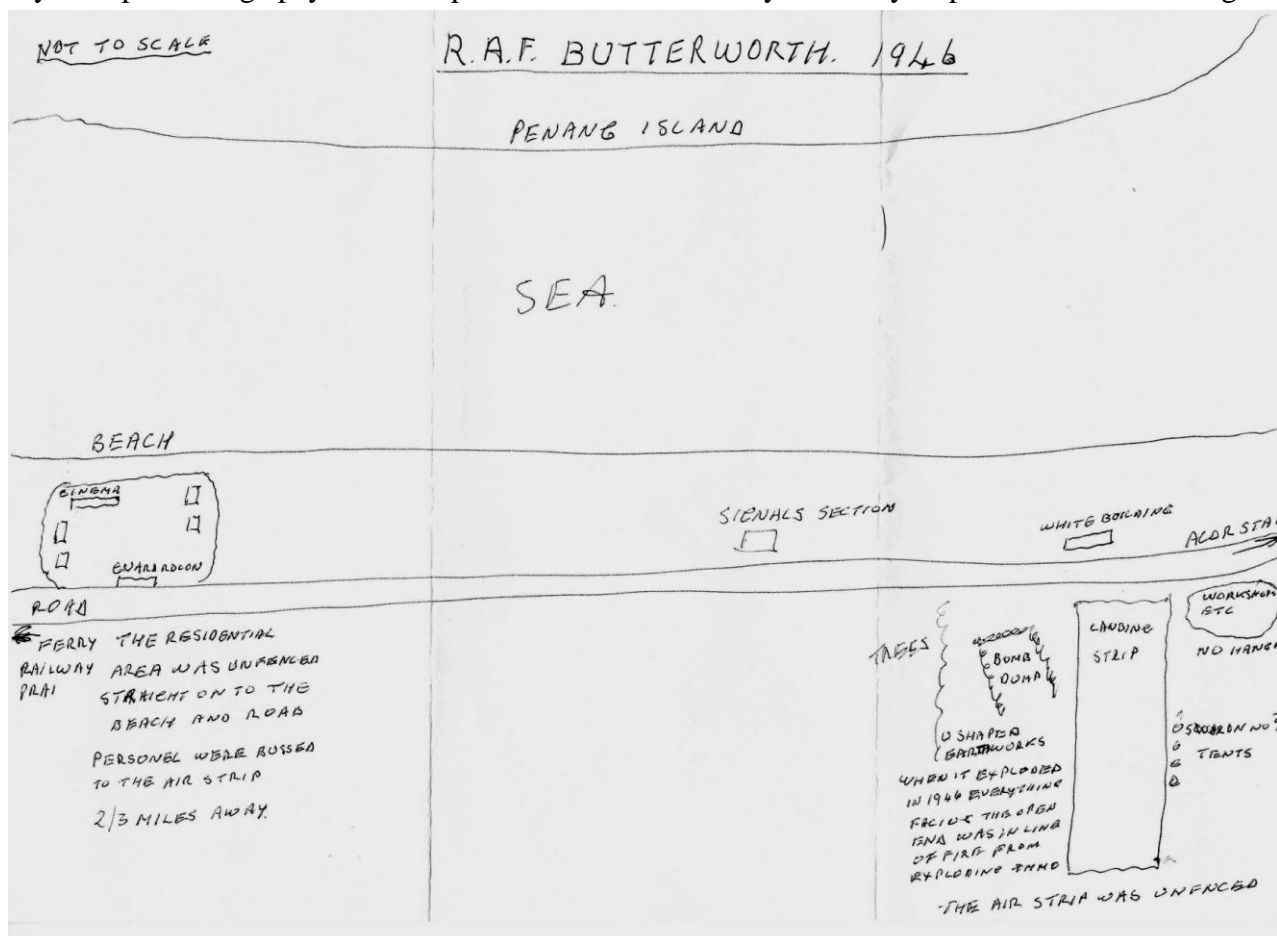 NOT TO SCALE
R.A.F. BUTTERWORTH. 1946
PENANG ISLAND
SEA
BEACH
CINEMA
SIGNALS SECTION
WHITE BUILDING
ALOR STAR
ROAD
FERRY
RAILWAY
PRAI
THE RESIDENTIAL
AREA WAS UNFENCED
STRAIGHT ON TO THE
BEACH AND ROAD
PERSONEL WERE BUSSED
TO THE AIR STRIP
2/3 MILES AWAY.
TREES
BOMB
DUMP
U SHAPED
EARTHWORKS
WHEN IT EXPLODED
IN 1946 EVERYTHING
FACING THE OPEN
END WAS IN LINE
OF FIRE FROM
EXPLODING AMMO
LANDING
STRIP
WORKSHOPS
ETC
NO
TENTS
THE AIR STRIP WAS UNFENCED